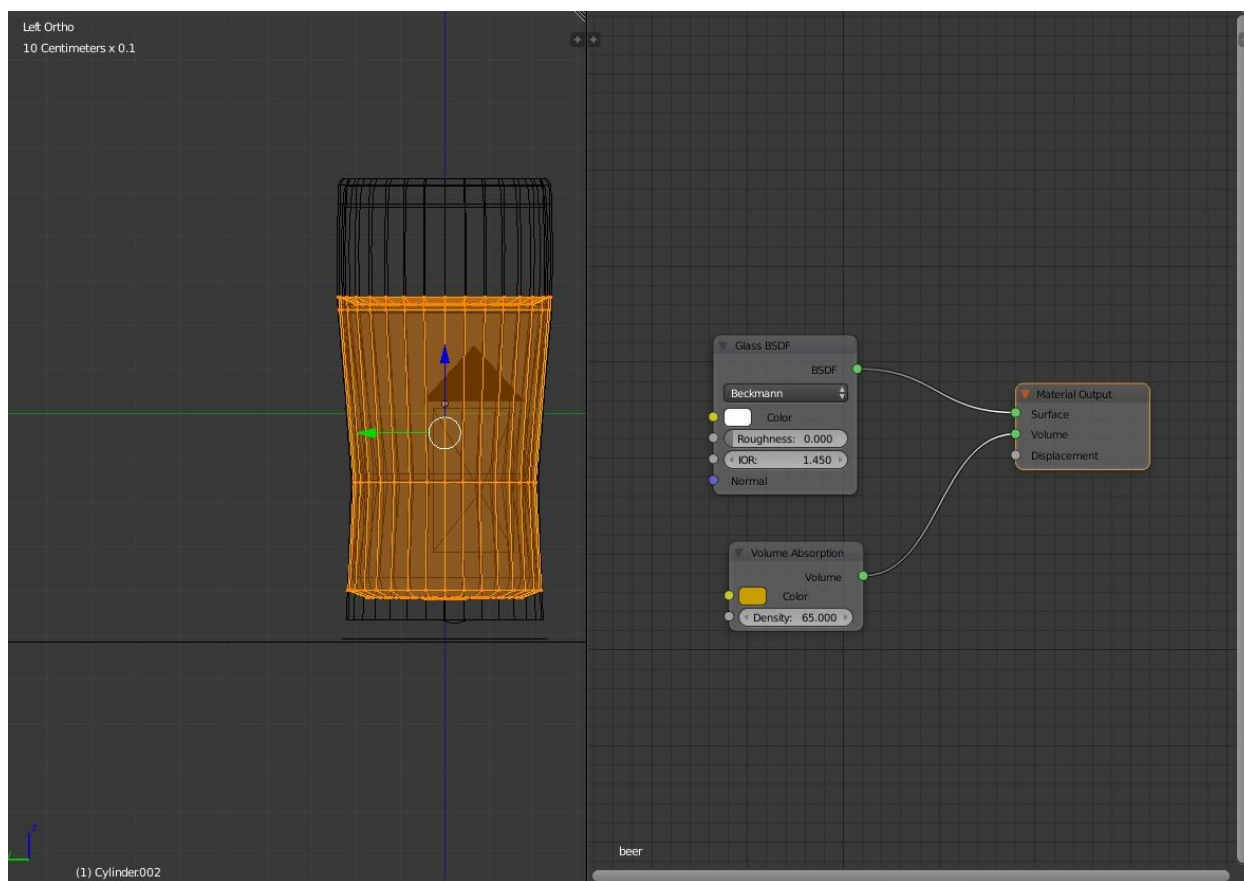 Left Ortho
10 Centimeters x 0.1
z
(1) Cylinder.002
Glass BSDF
BSDF
Beckmann
Color
Roughness: 0.000
IOR: 1.450
Normal
Volume Absorption
Volume
Color
Density: 65.000
Material Output
Surface
Volume
Displacement
beer